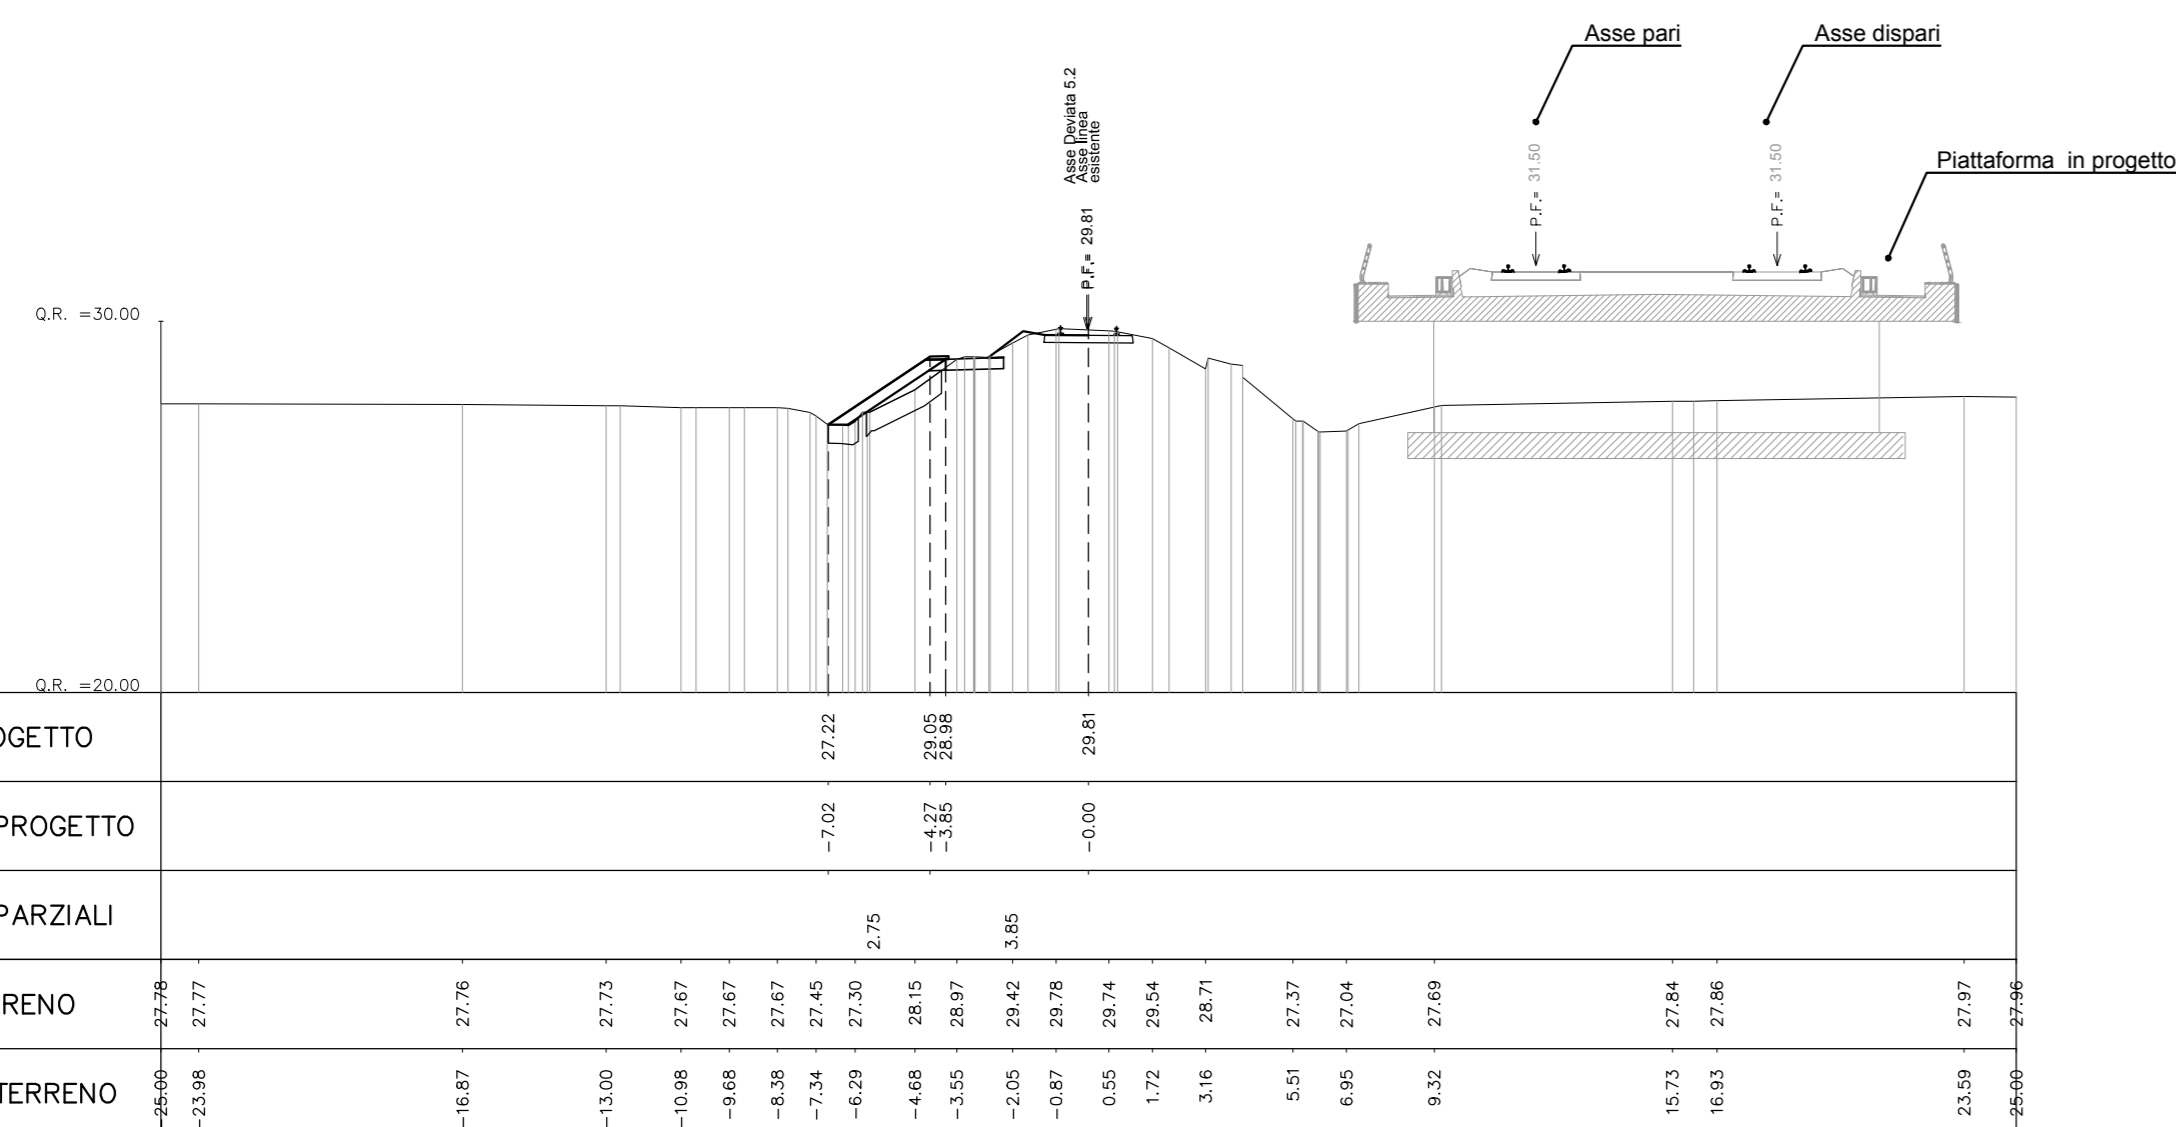 Asse pari
Asse dispari
Piattaforma in progetto
Asse Deviata 5.2
Asse linea
esistente
P.F.= 29.81
P.F.= 31.50
P.F.= 31.50
Q.R. =30.00
Q.R. =20.00
OGETTO
27.22 29.05 28.98 29.81
PROGETTO
-7.02 -4.27 -3.85 -0.00
PARZIALI
2.75 3.85
RENO
27.78 27.77 27.76 27.73 27.67 27.67 27.67 27.45 27.30 28.15 28.97 29.42 29.78 29.74 29.54 28.71 27.37 27.04 27.69 27.84 27.86 27.97 27.96
TERRENO
-25.00 -23.98 -16.87 -13.00 -10.98 -9.68 -8.38 -7.34 -6.29 -4.68 -3.55 -2.05 -0.87 0.55 1.72 3.16 5.51 6.95 9.32 15.73 16.93 23.59 25.00